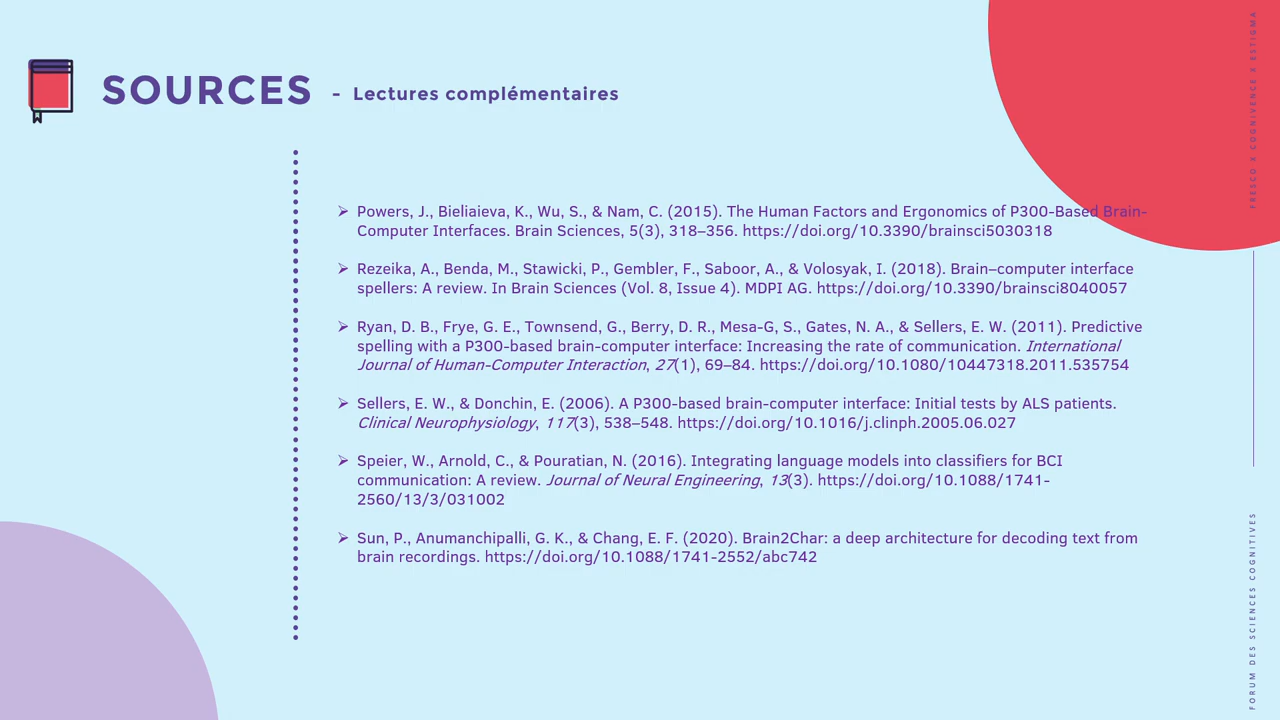 SOURCES - Lectures complémentaires
➢ Powers, J., Bieliaieva, K., Wu, S., & Nam, C. (2015). The Human Factors and Ergonomics of P300-Based Brain-
Computer Interfaces. Brain Sciences, 5(3), 318–356. https://doi.org/10.3390/brainsci5030318
➢ Rezeika, A., Benda, M., Stawicki, P., Gembler, F., Saboor, A., & Volosyak, I. (2018). Brain–computer interface
spellers: A review. In Brain Sciences (Vol. 8, Issue 4). MDPI AG. https://doi.org/10.3390/brainsci8040057
➢ Ryan, D. B., Frye, G. E., Townsend, G., Berry, D. R., Mesa-G, S., Gates, N. A., & Sellers, E. W. (2011). Predictive
spelling with a P300-based brain-computer interface: Increasing the rate of communication. International
Journal of Human-Computer Interaction, 27(1), 69–84. https://doi.org/10.1080/10447318.2011.535754
➢ Sellers, E. W., & Donchin, E. (2006). A P300-based brain-computer interface: Initial tests by ALS patients.
Clinical Neurophysiology, 117(3), 538–548. https://doi.org/10.1016/j.clinph.2005.06.027
➢ Speier, W., Arnold, C., & Pouratian, N. (2016). Integrating language models into classifiers for BCI
communication: A review. Journal of Neural Engineering, 13(3). https://doi.org/10.1088/1741-
2560/13/3/031002
➢ Sun, P., Anumanchipalli, G. K., & Chang, E. F. (2020). Brain2Char: a deep architecture for decoding text from
brain recordings. https://doi.org/10.1088/1741-2552/abc742
FRESCO X COGNIVENCE X ESTIGMA
FORUM DES SCIENCES COGNITIVES